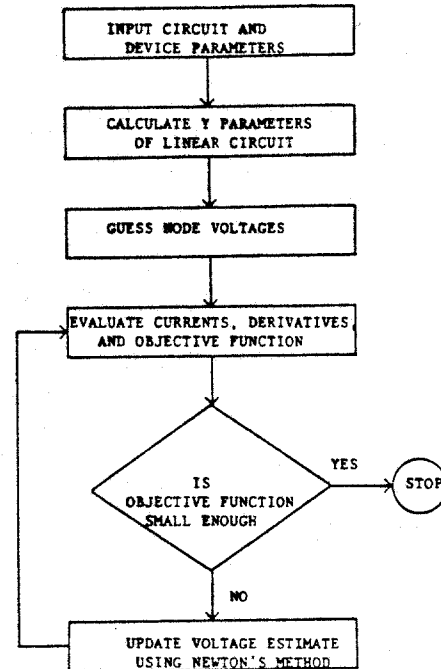 INPUT CIRCUIT AND
DEVICE PARAMETERS
CALCULATE Y PARAMETERS
OF LINEAR CIRCUIT
GUESS NODE VOLTAGES
EVALUATE CURRENTS, DERIVATIVES,
AND OBJECTIVE FUNCTION
IS
OBJECTIVE FUNCTION
SMALL ENOUGH
YES
STOP
NO
UPDATE VOLTAGE ESTIMATE
USING NEWTON'S METHOD